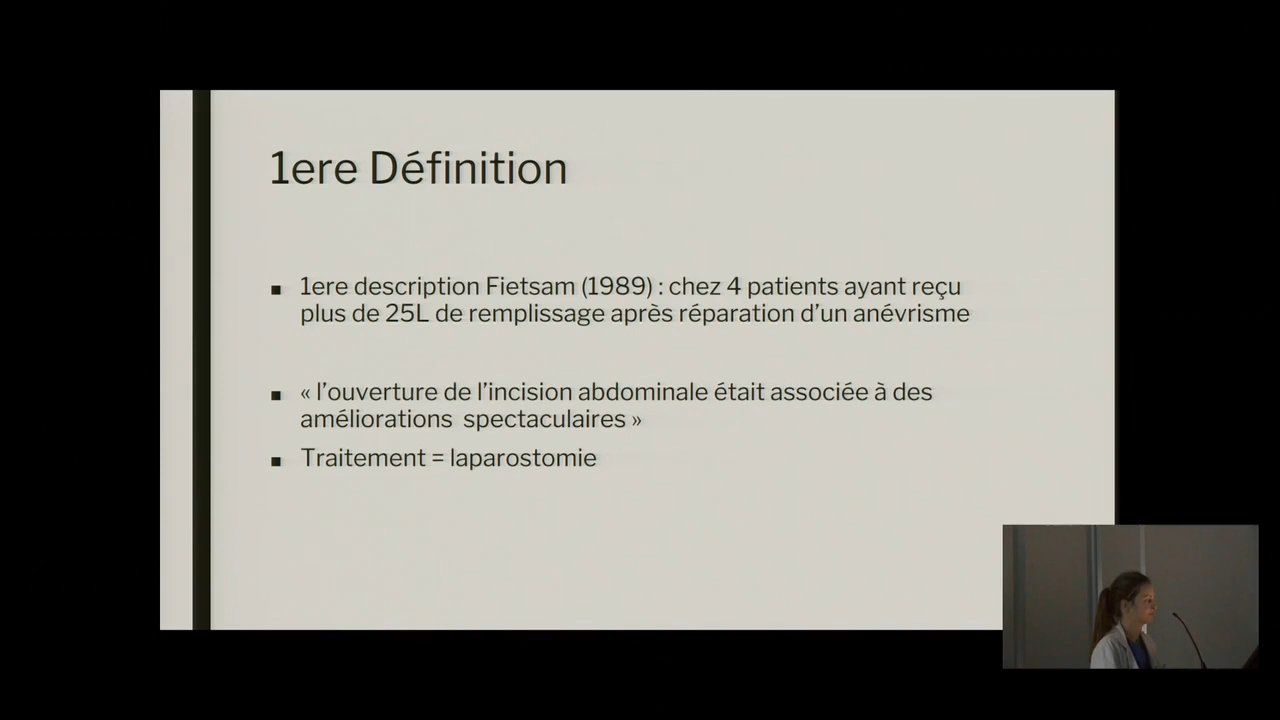 1ere Définition
■ 1ere description Fietsam (1989) : chez 4 patients ayant reçu
plus de 25L de remplissage après réparation d’un anévrisme
■ « l’ouverture de l’incision abdominale était associée à des
améliorations  spectaculaires »
■ Traitement = laparostomie